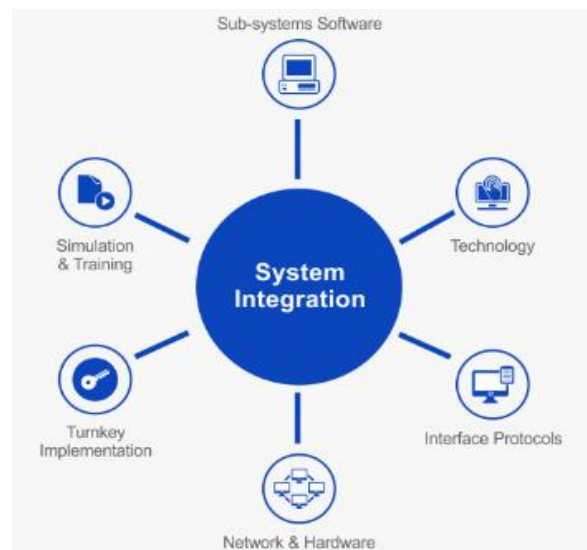 Sub-systems Software
Simulation
& Training
Technology
System
Integration
Turnkey
Implementation
Interface Protocols
Network & Hardware